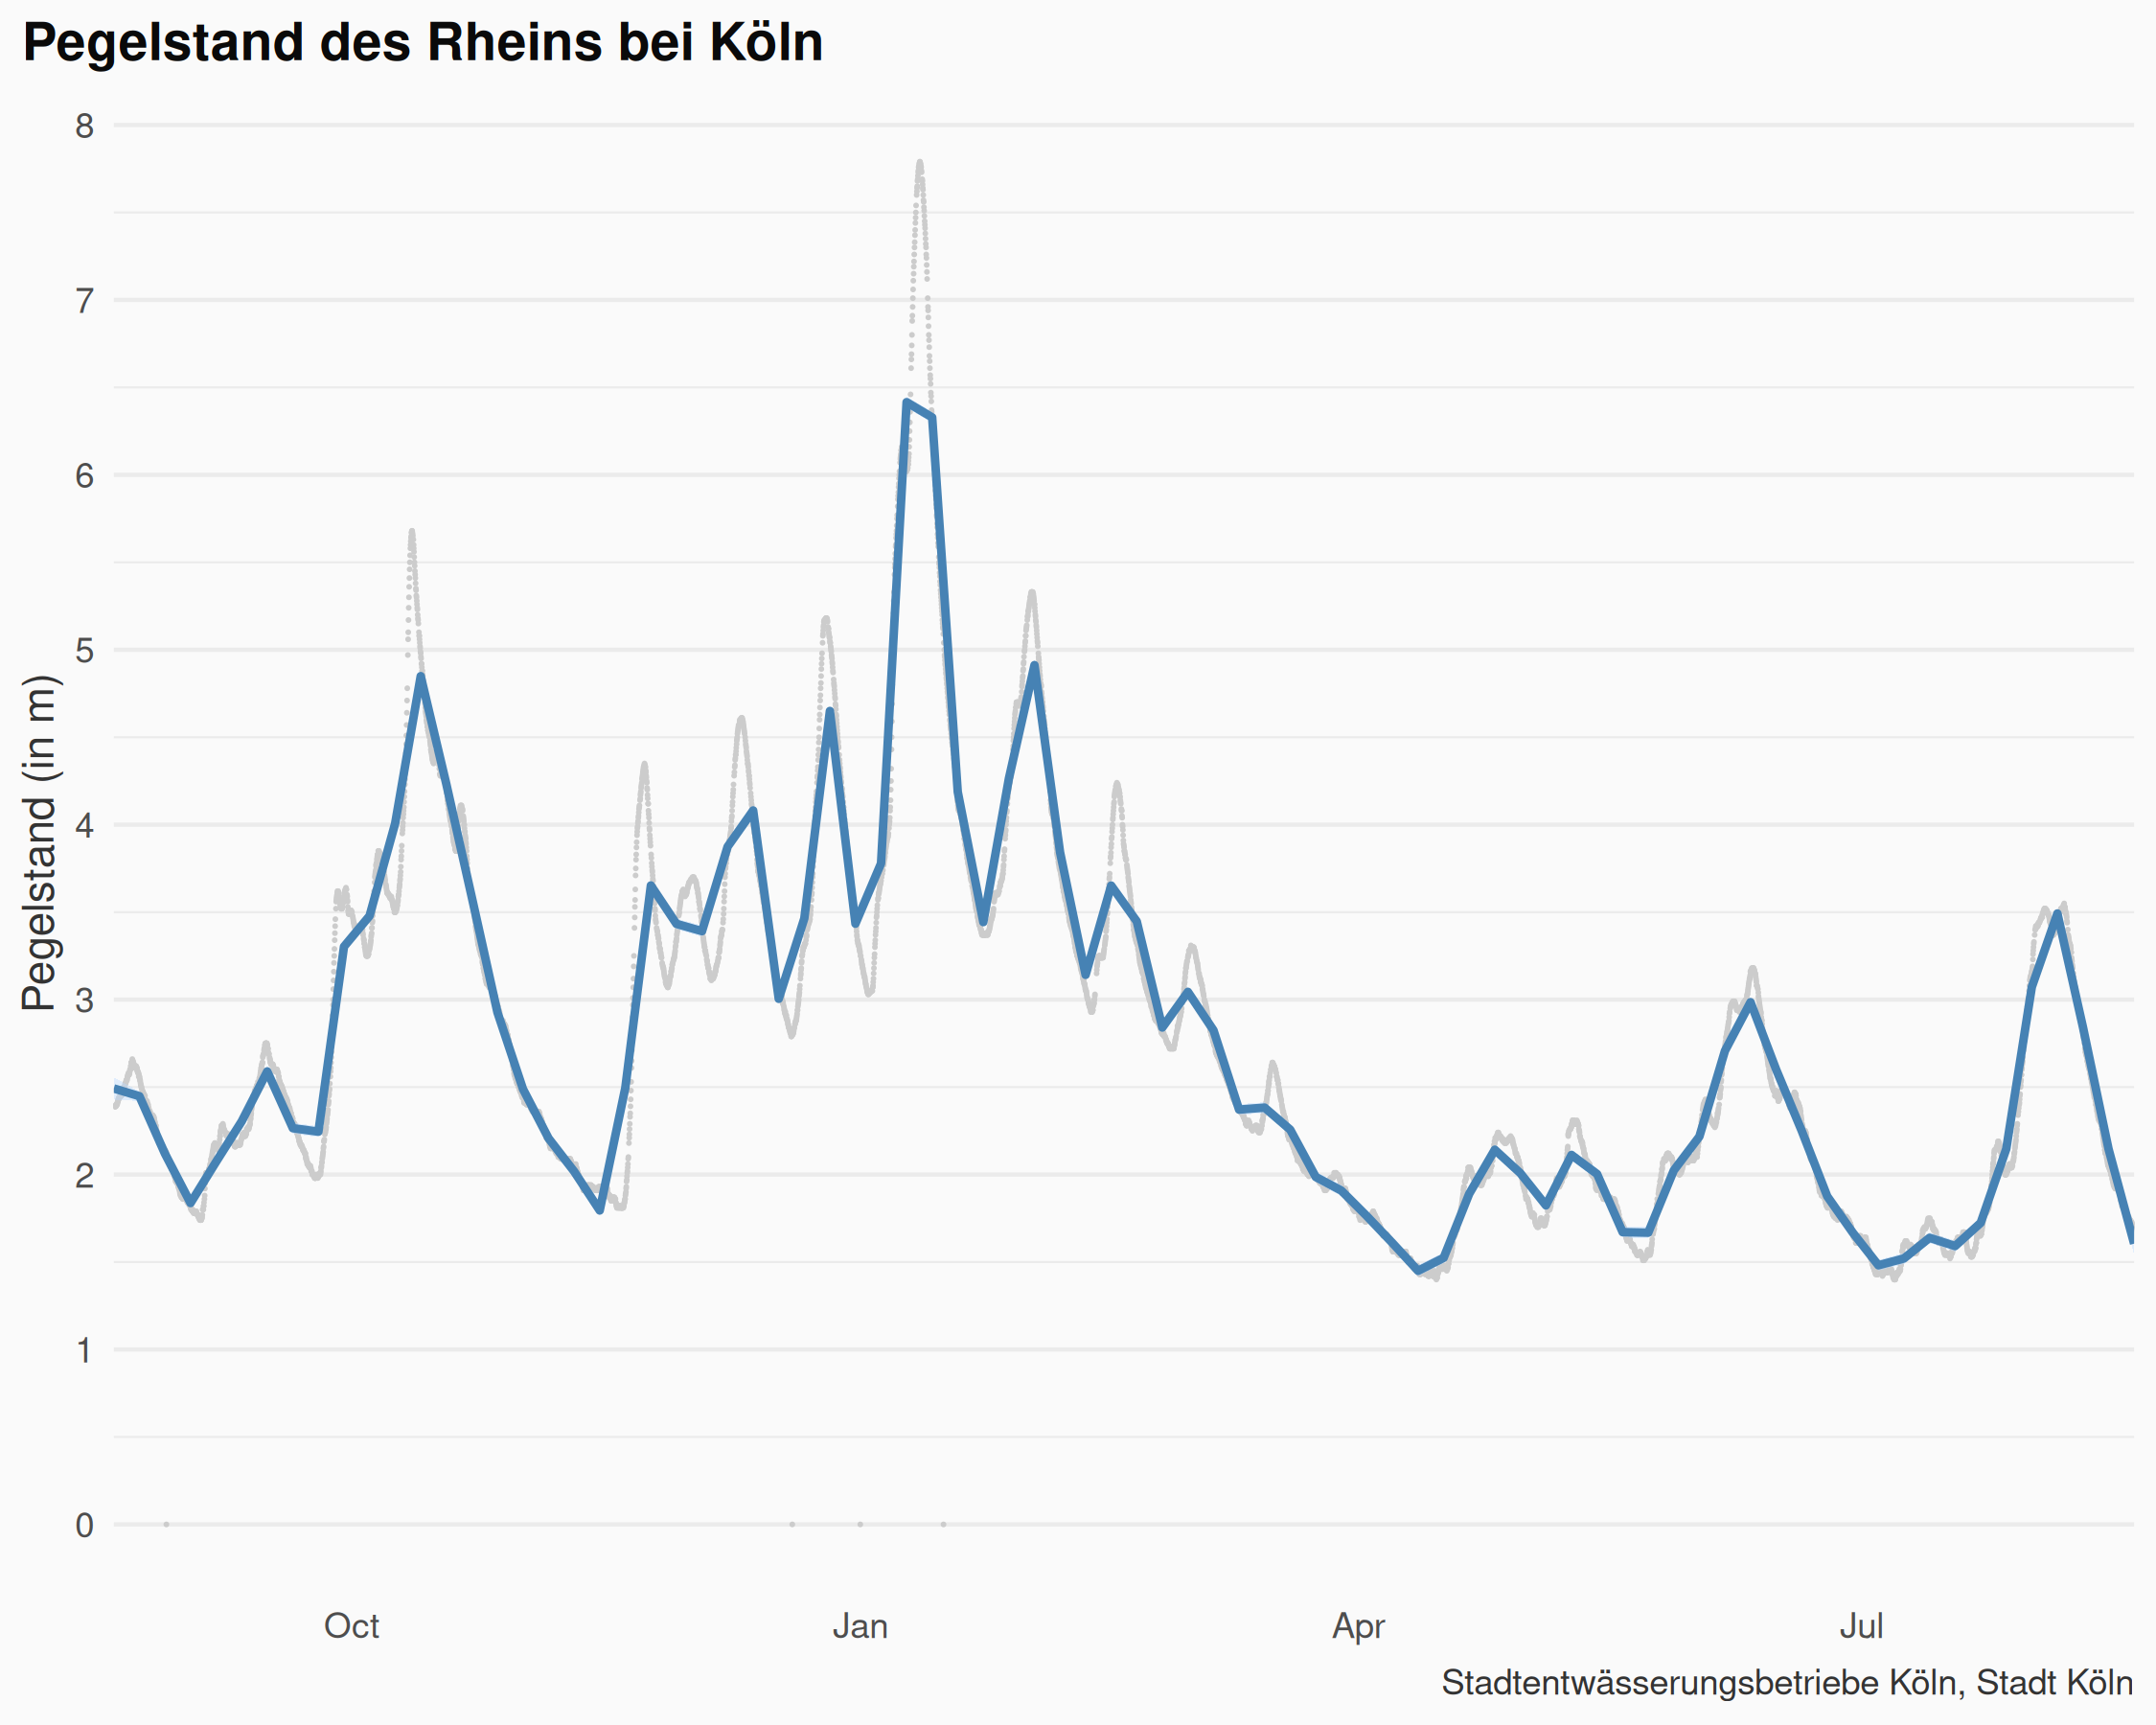 Pegelstand des Rheins bei Köln
Pegelstand (in m)
8
7
6
5
4
3
2
1
0
Oct Jan Apr Jul
Stadtentwässerungsbetriebe Köln, Stadt Köln